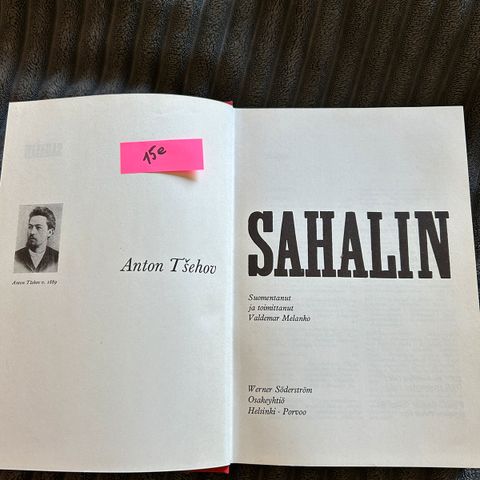 15e
Anton Tšehov
Anton Tšehov v. 1889
SAHALIN
Suomentanut
ja toimittanut
Valdemar Melanko
Werner Söderström
Osakeyhtiö
Helsinki · Porvoo